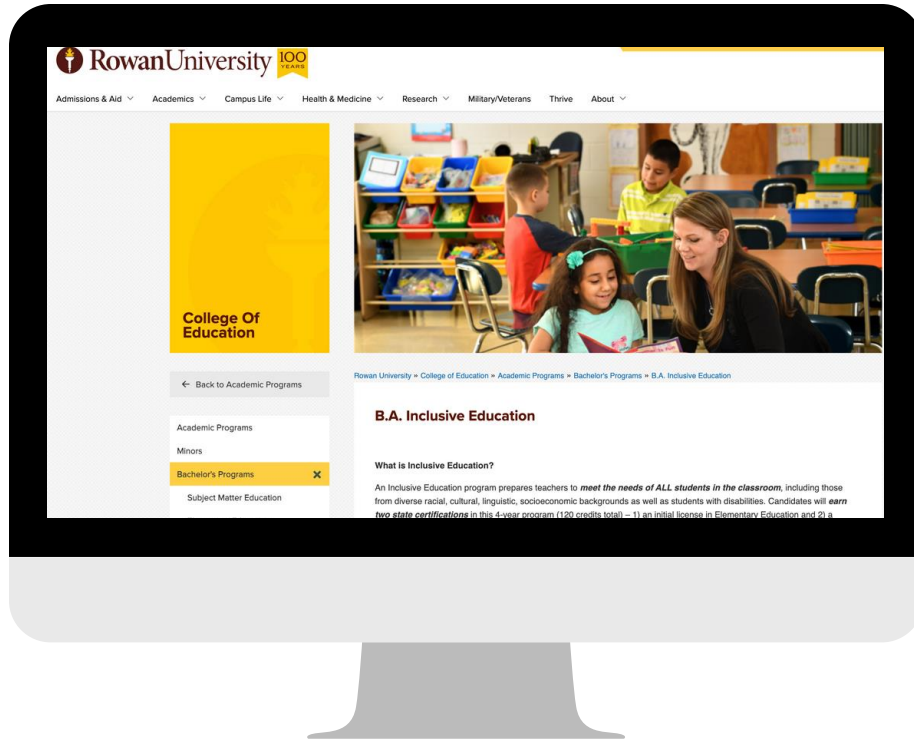 RowanUniversity 100 YEARS
Admissions & Aid Academics Campus Life Health & Medicine Research Military/Veterans Thrive About
College Of
Education
← Back to Academic Programs
Academic Programs
Minors
Bachelor's Programs ×
Subject Matter Education
Rowan University » College of Education » Academic Programs » Bachelor's Programs » B.A. Inclusive Education
B.A. Inclusive Education
What is Inclusive Education?
An Inclusive Education program prepares teachers to meet the needs of ALL students in the classroom, including those
from diverse racial, cultural, linguistic, socioeconomic backgrounds as well as students with disabilities. Candidates will earn
two state certifications in this 4-year program (120 credits total) – 1) an initial license in Elementary Education and 2) a